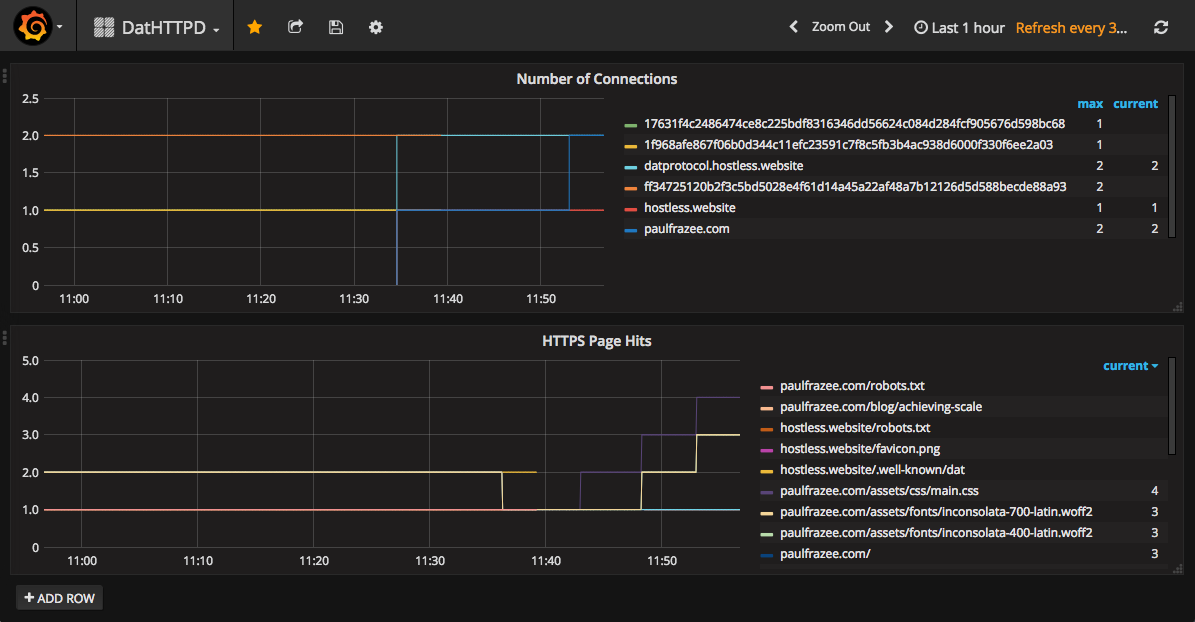 DatHTTPD
Zoom Out
Last 1 hour
Refresh every 3...
Number of Connections
2.5
2.0
1.5
1.0
0.5
0
11:00 11:10 11:20 11:30 11:40 11:50
max current
17631f4c2486474ce8c225bdf8316346dd56624c084d284fcf905676d598bc68 1
1f968afe867f06b0d344c11efc23591c7f8c5fb3b4ac938d6000f330f6ee2a03 1
datprotocol.hostless.website 2 2
ff34725120b2f3c5bd5028e4f61d14a45a22af48a7b12126d5d588becde88a93 2
hostless.website 1 1
paulfrazee.com 2 2
HTTPS Page Hits
5.0
4.0
3.0
2.0
1.0
0
11:00 11:10 11:20 11:30 11:40 11:50
current
paulfrazee.com/robots.txt
paulfrazee.com/blog/achieving-scale
hostless.website/robots.txt
hostless.website/favicon.png
hostless.website/.well-known/dat
paulfrazee.com/assets/css/main.css 4
paulfrazee.com/assets/fonts/inconsolata-700-latin.woff2 3
paulfrazee.com/assets/fonts/inconsolata-400-latin.woff2 3
paulfrazee.com/ 3
+ ADD ROW